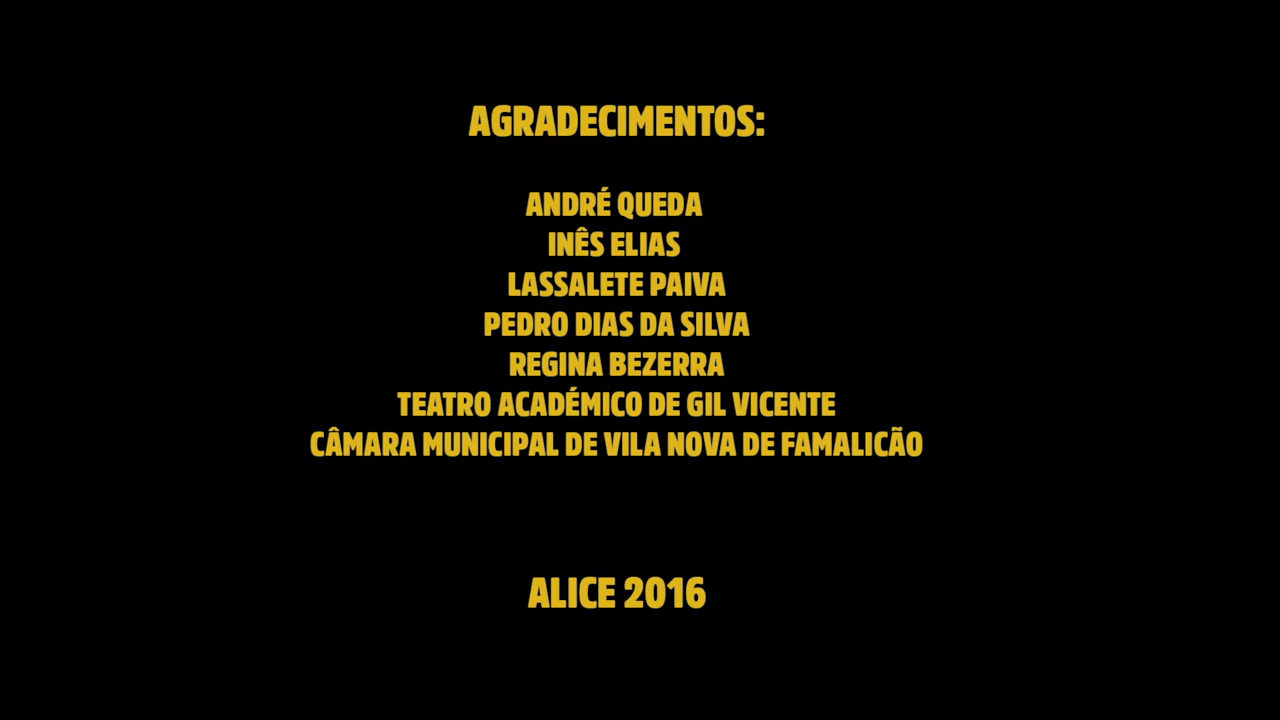 AGRADECIMENTOS:
ANDRÉ QUEDA
INÊS ELIAS
LASSALETE PAIVA
PEDRO DIAS DA SILVA
REGINA BEZERRA
TEATRO ACADÉMICO DE GIL VICENTE
CÂMARA MUNICIPAL DE VILA NOVA DE FAMALICÃO
ALICE 2016